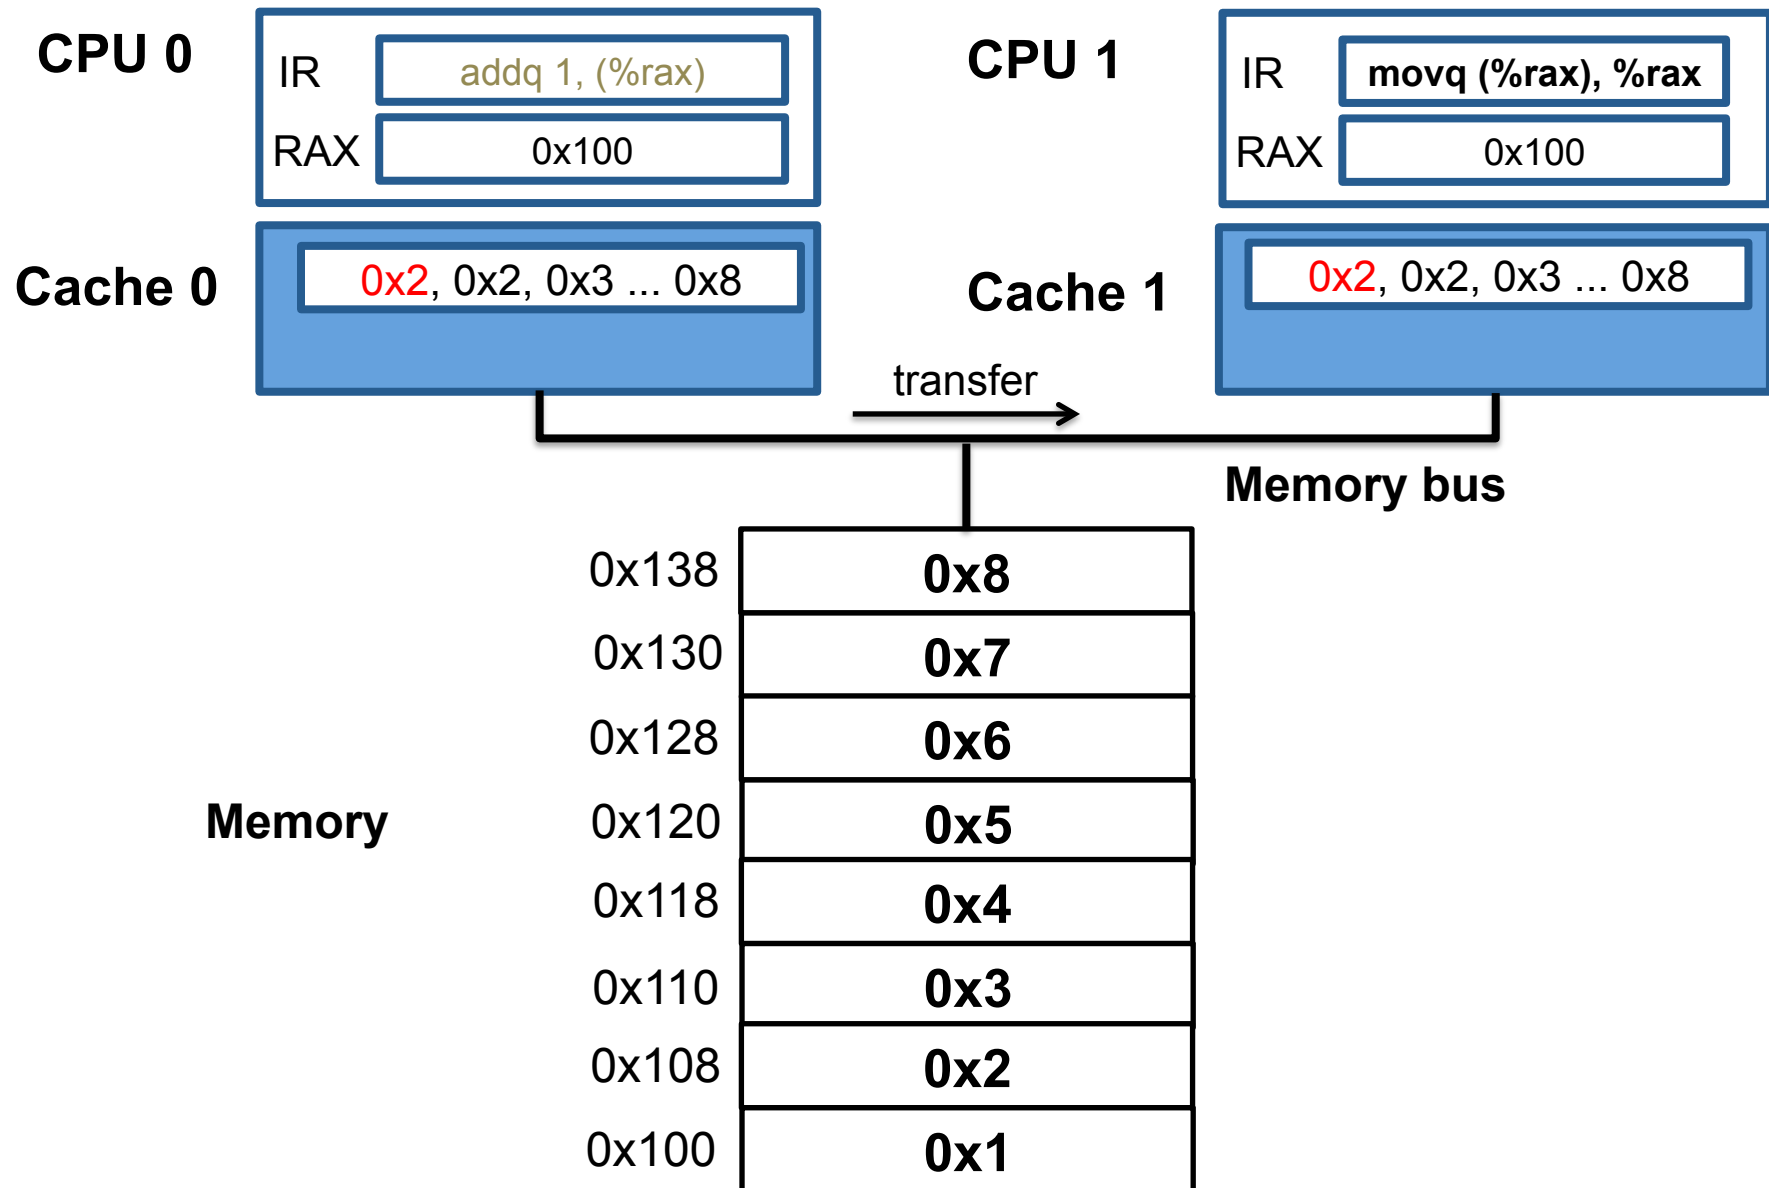 CPU 0
IR
addq 1, (%rax)
RAX
0x100
CPU 1
IR
movq (%rax), %rax
RAX
0x100
Cache 0
0x2, 0x2, 0x3 ... 0x8
Cache 1
0x2, 0x2, 0x3 ... 0x8
transfer
Memory bus
Memory
0x138 0x8
0x130 0x7
0x128 0x6
0x120 0x5
0x118 0x4
0x110 0x3
0x108 0x2
0x100 0x1